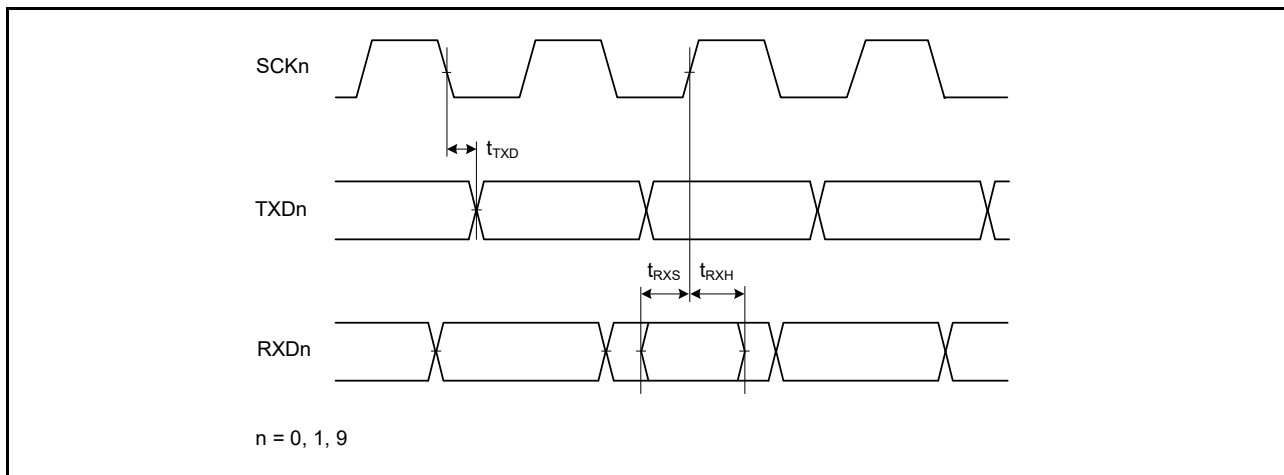 SCKn
tTXD
TXDn
tRXS tRXH
RXDn
n = 0, 1, 9